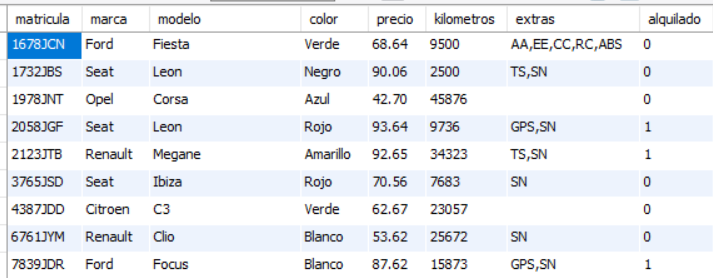 matricula marca modelo color precio kilometros extras alquilado
1678JCN Ford Fiesta Verde 68.64 9500 AA,EE,CC,RC,ABS 0
1732JBS Seat Leon Negro 90.06 2500 TS,SN 0
1978JNT Opel Corsa Azul 42.70 45876 0
2058JGF Seat Leon Rojo 93.64 9736 GPS,SN 1
2123JTB Renault Megane Amarillo 92.65 34323 TS,SN 1
3765JSD Seat Ibiza Rojo 70.56 7683 SN 0
4387JDD Citroen C3 Verde 62.67 23057 0
6761JYM Renault Clio Blanco 53.62 25672 SN 0
7839JDR Ford Focus Blanco 87.62 15873 GPS,SN 1